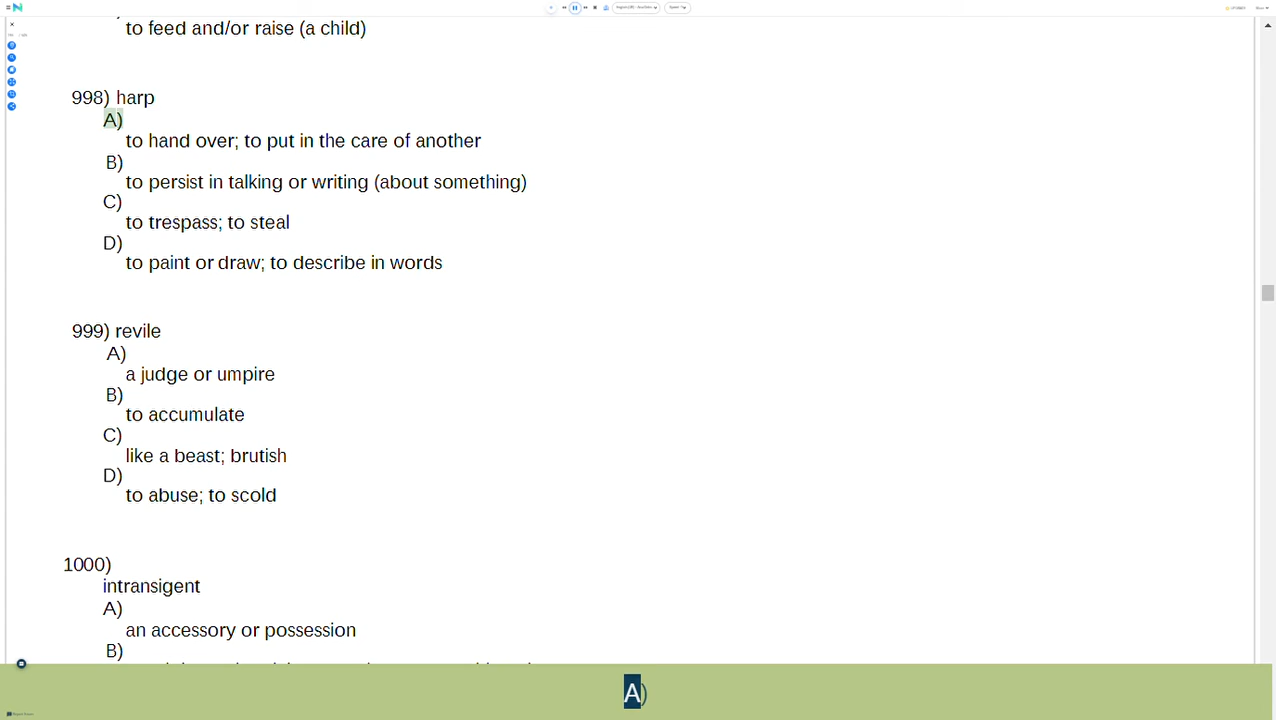 to feed and/or raise (a child)
998) harp
A)
to hand over; to put in the care of another
B)
to persist in talking or writing (about something)
C)
to trespass; to steal
D)
to paint or draw; to describe in words
999) revile
A)
a judge or umpire
B)
to accumulate
C)
like a beast; brutish
D)
to abuse; to scold
1000)
intransigent
A)
an accessory or possession
B)
A)